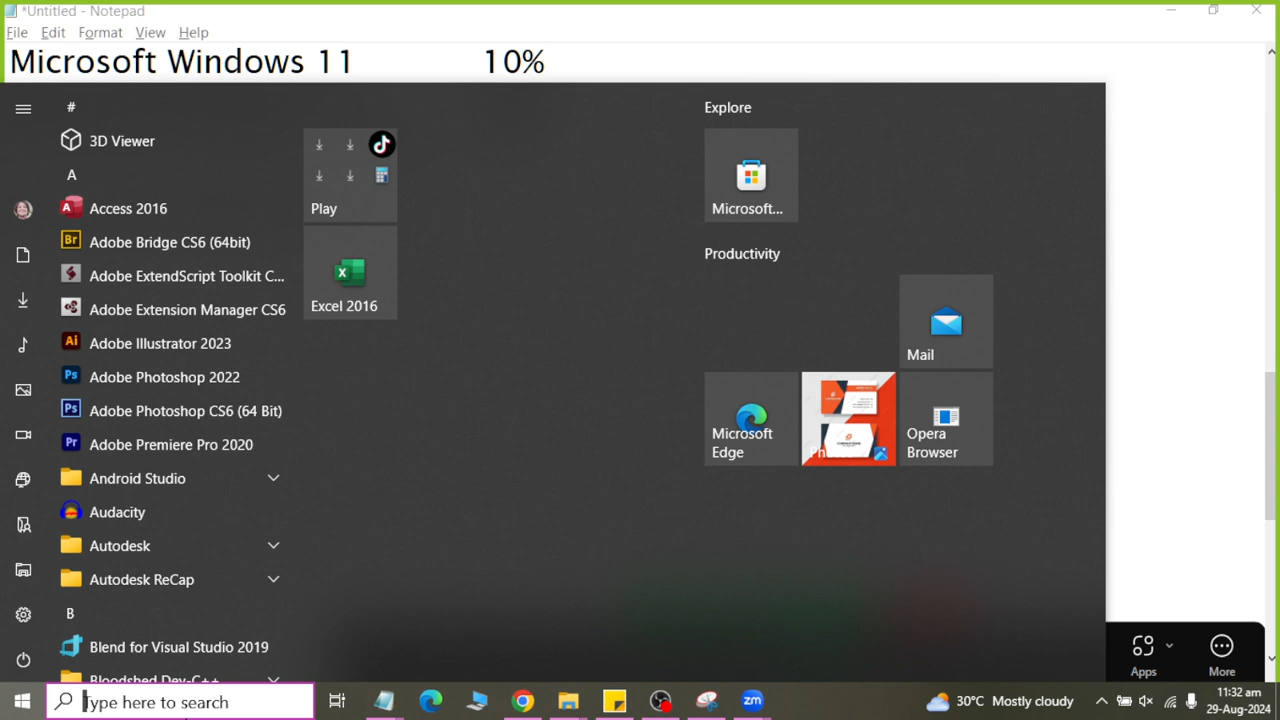 *Untitled - Notepad
File Edit Format View Help
Microsoft Windows 11 10%
#
3D Viewer
A
Access 2016
Adobe Bridge CS6 (64bit)
Adobe ExtendScript Toolkit C...
Adobe Extension Manager CS6
Adobe Illustrator 2023
Adobe Photoshop 2022
Adobe Photoshop CS6 (64 Bit)
Adobe Premiere Pro 2020
Android Studio
Audacity
Autodesk
Autodesk ReCap
B
Blend for Visual Studio 2019
Bloodshed Dev-C++
Play
Excel 2016
Explore
Microsoft...
Productivity
Mail
Microsoft
Edge
Opera
Browser
Apps
More
Type here to search
zm
30°C Mostly cloudy
11:32 am
29-Aug-2024